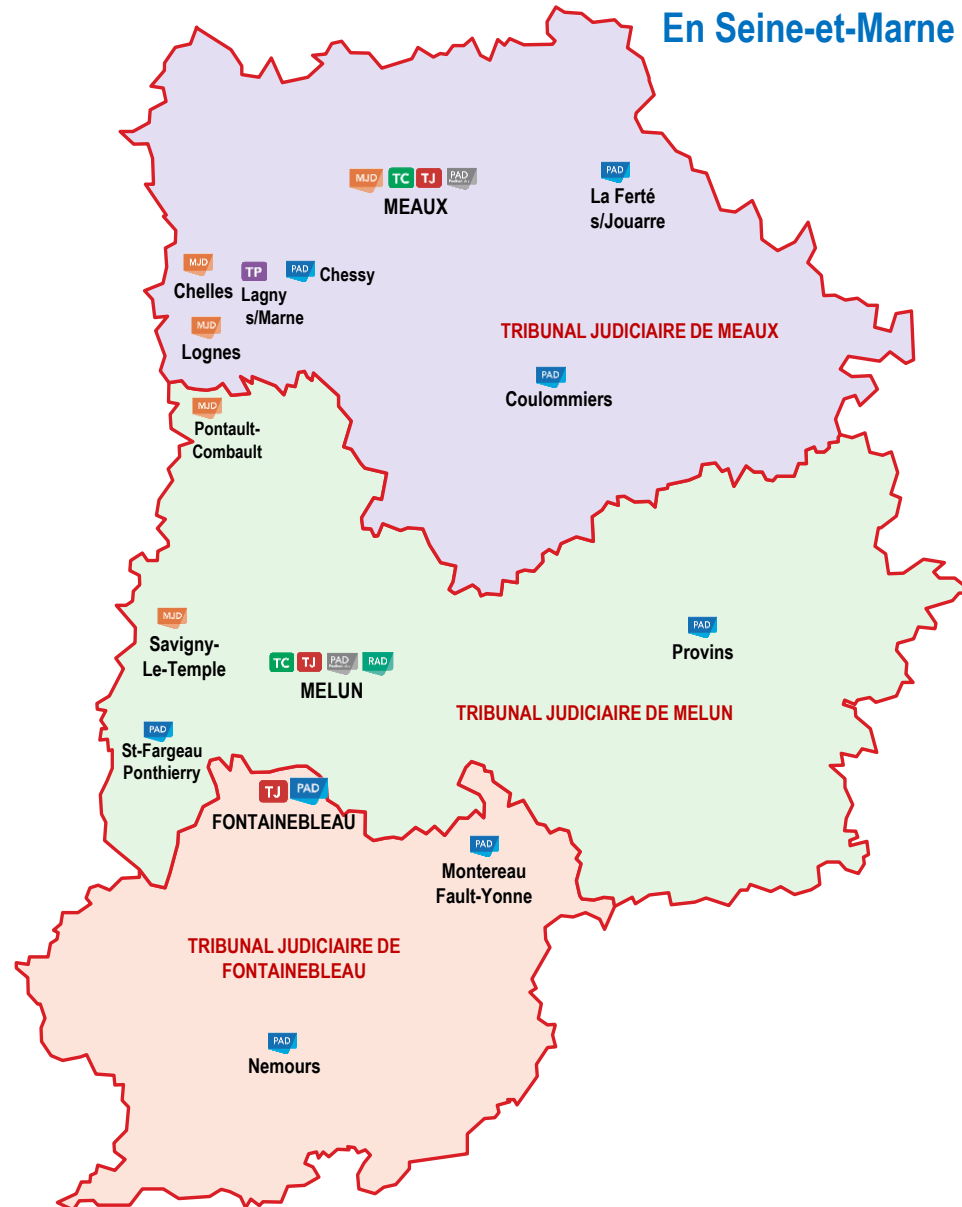 En Seine-et-Marne
MJD TC TJ PAD
MEAUX
PAD
La Ferté
s/Jouarre
MJD
Chelles
TP
Lagny
s/Marne
PAD Chessy
MJD
Lognes
TRIBUNAL JUDICIAIRE DE MEAUX
PAD
Coulommiers
MJD
Pontault-
Combault
MJD
Savigny-
Le-Temple
TC TJ PAD RAD
MELUN
PAD
Provins
TRIBUNAL JUDICIAIRE DE MELUN
PAD
St-Fargeau
Ponthierry
TJ PAD
FONTAINEBLEAU
PAD
Montereau
Fault-Yonne
TRIBUNAL JUDICIAIRE DE
FONTAINEBLEAU
PAD
Nemours